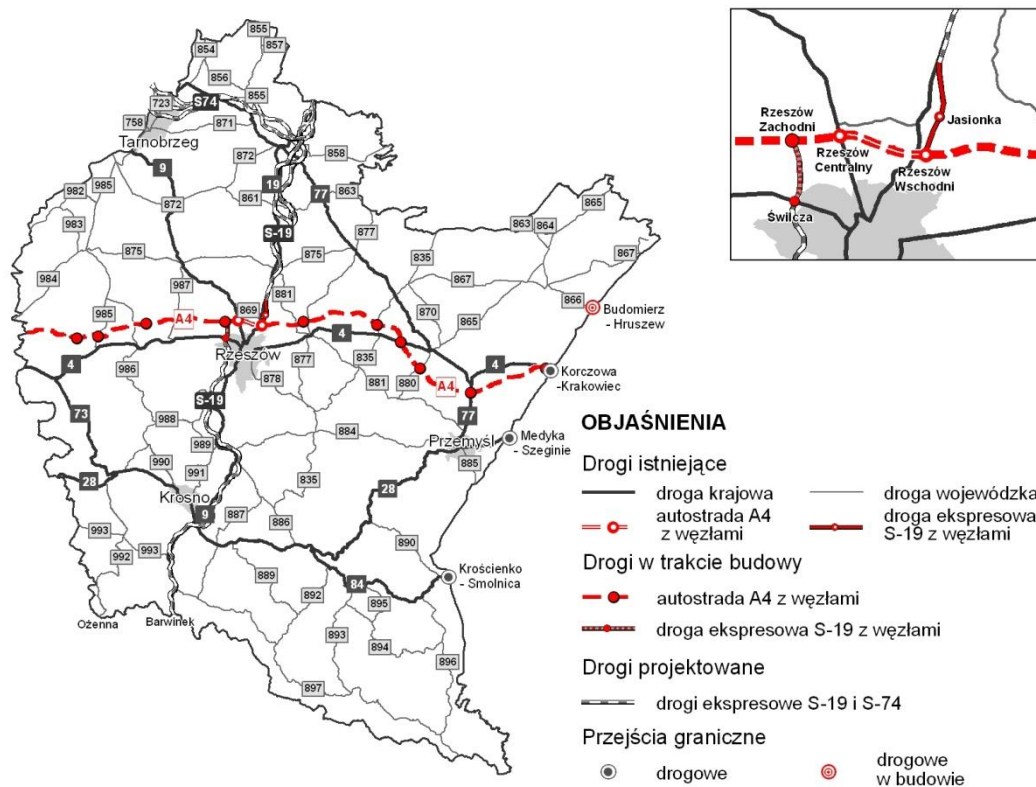 855
854
857
856
723
S74
855
758
871
Tarnobrzeg
9
872
858
985
19
77
863
982
872
861
865
983
S-19
877
863
864
875
875
835
867
984
987
881
867
985
A4
869
870
865
866
Budomierz
- Hruszew
4
Rzeszów
4
986
877
835
4
878
881
880
A4
Korczowa
-Krakowiec
73
S-19
77
988
884
Przemyśl
Medyka
- Szeginie
989
990
885
991
835
28
28
Krosno
9
887
886
993
890
992
993
Krościenko
- Smolnica
889
892
84
895
Ożenna
Barwinek
893
894
896
897
Rzeszów
Zachodni
Jasionka
Rzeszów
Centralny
Rzeszów
Wschodni
Świlcza
OBJAŚNIENIA
Drogi istniejące
droga krajowa
droga wojewódzka
autostrada A4
z węzłami
droga ekspresowa
S-19 z węzłami
Drogi w trakcie budowy
autostrada A4 z węzłami
droga ekspresowa S-19 z węzłami
Drogi projektowane
drogi ekspresowe S-19 i S-74
Przejścia graniczne
drogowe
drogowe
w budowie